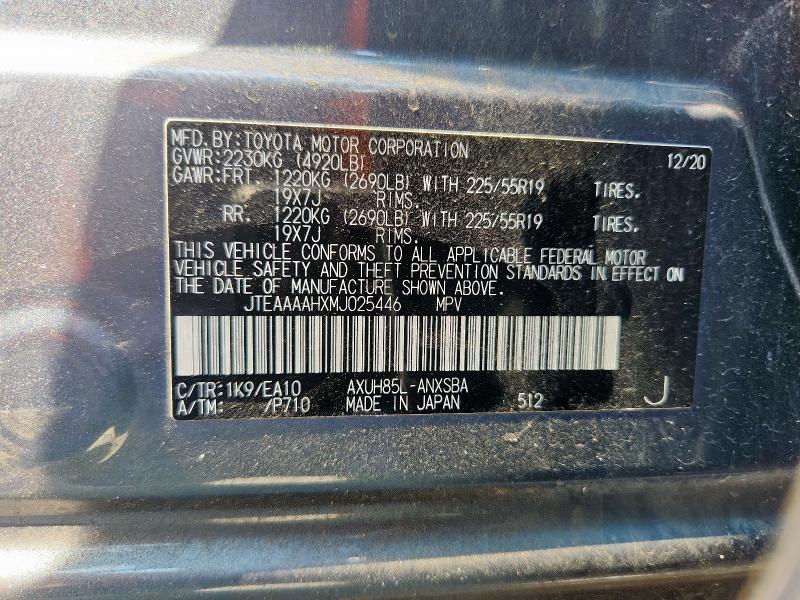 MFD. BY: TOYOTA MOTOR CORPORATION 12/20
GVWR: 2230KG (4920LB)
GAWR: FRT 1220KG (2690LB) WITH 225/55R19 TIRES.
19X7J RIMS.
RR. 1220KG (2690LB) WITH 225/55R19 TIRES.
19X7J RIMS.
THIS VEHICLE CONFORMS TO ALL APPLICABLE FEDERAL MOTOR
VEHICLE SAFETY AND THEFT PREVENTION STANDARDS IN EFFECT ON
THE DATE OF MANUFACTURE SHOWN ABOVE.
JTEAAAAHXMJ025446 MPV
C/TR: 1K9/EA10 AXUH85L-ANXSBA
A/TM: /P710 MADE IN JAPAN 512 J